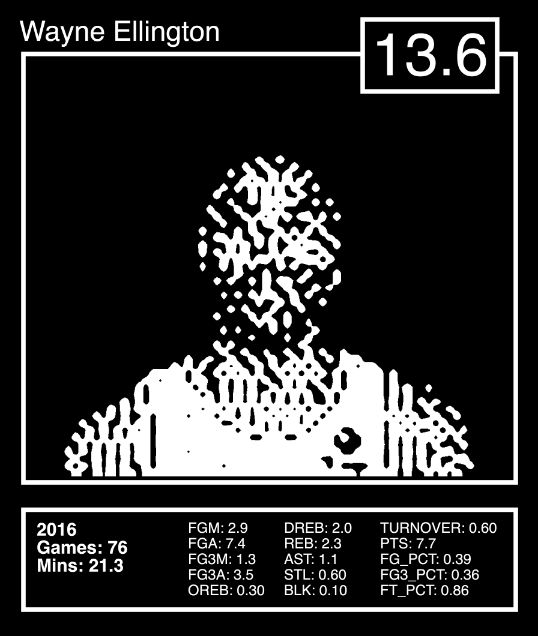 Wayne Ellington
13.6
2016
Games: 76
Mins: 21.3
FGM: 2.9
FGA: 7.4
FG3M: 1.3
FG3A: 3.5
OREB: 0.30
DREB: 2.0
REB: 2.3
AST: 1.1
STL: 0.60
BLK: 0.10
TURNOVER: 0.60
PTS: 7.7
FG_PCT: 0.39
FG3_PCT: 0.36
FT_PCT: 0.86